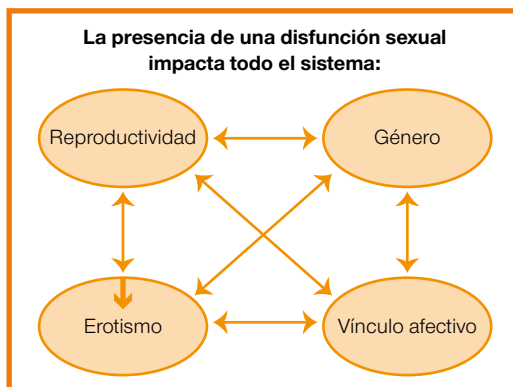 La presencia de una disfunción sexual
impacta todo el sistema:
Reproductividad
Género
Erotismo
Vínculo afectivo